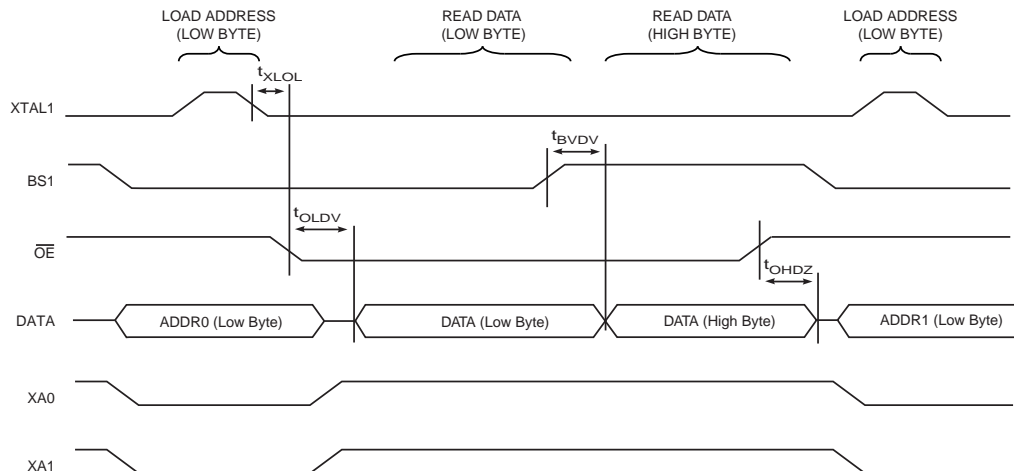 LOAD ADDRESS
(LOW BYTE)
READ DATA
(LOW BYTE)
READ DATA
(HIGH BYTE)
LOAD ADDRESS
(LOW BYTE)
tXLOL
XTAL1
tBVDV
BS1
tOLDV
OE
tOHDZ
DATA
ADDR0 (Low Byte)
DATA (Low Byte)
DATA (High Byte)
ADDR1 (Low Byte)
XA0
XA1